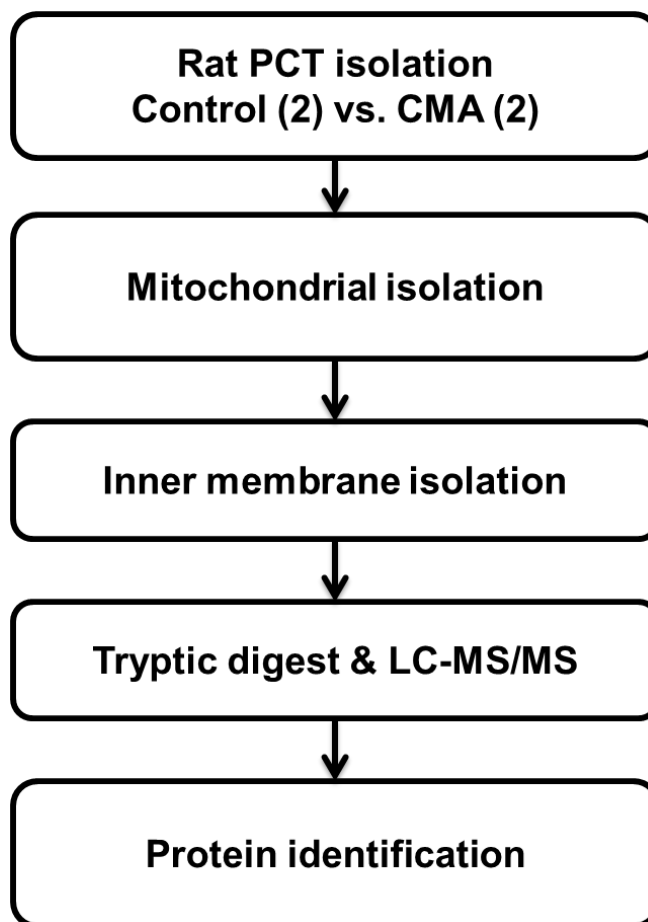 Rat PCT isolation
Control (2) vs. CMA (2)
Mitochondrial isolation
Inner membrane isolation
Tryptic digest & LC-MS/MS
Protein identification